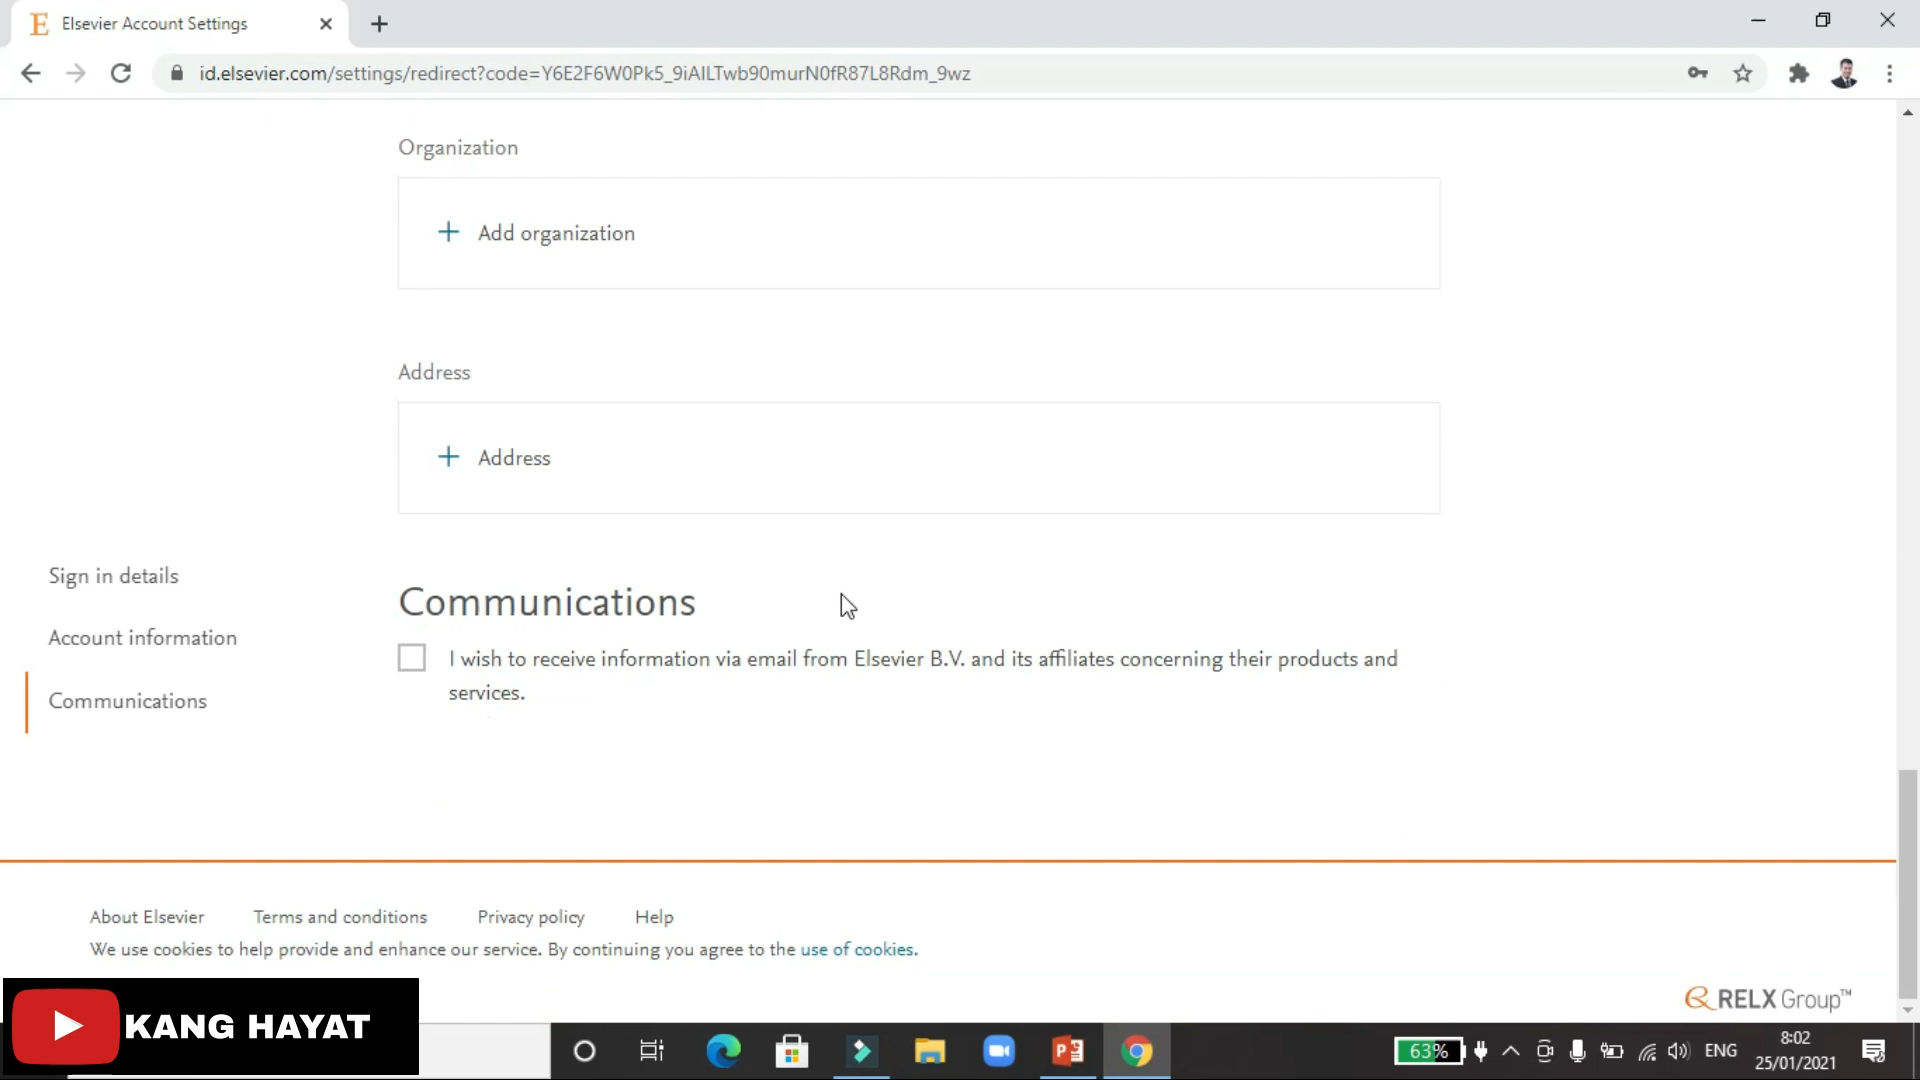 Elsevier Account Settings
id.elsevier.com/settings/redirect?code=Y6E2F6W0Pk5_9iAILTwb90murN0fR87L8Rdm_9wz
Organization
Add organization
Address
Address
Sign in details
Account information
Communications
Communications
I wish to receive information via email from Elsevier B.V. and its affiliates concerning their products and
services.
About Elsevier Terms and conditions Privacy policy Help
We use cookies to help provide and enhance our service. By continuing you agree to the use of cookies.
RELX Group™
KANG HAYAT
63%
ENG
8:02
25/01/2021